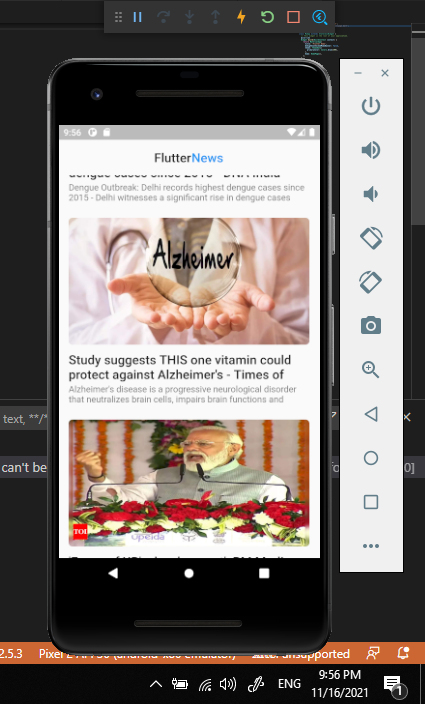 9:56
FlutterNews
dengue cases since 2015 - DNA India
Dengue Outbreak: Delhi records highest dengue cases since
2015 - Delhi witnesses a significant rise in dengue cases
Alzheimer
Study suggests THIS one vitamin could
protect against Alzheimer's - Times of
Alzheimer's disease is a progressive neurological disorder
that neutralizes brain cells, impairs brain functions and
text, **/*
can't be
TOI
2.5.3
unsupported
ENG
9:56 PM
11/16/2021
1